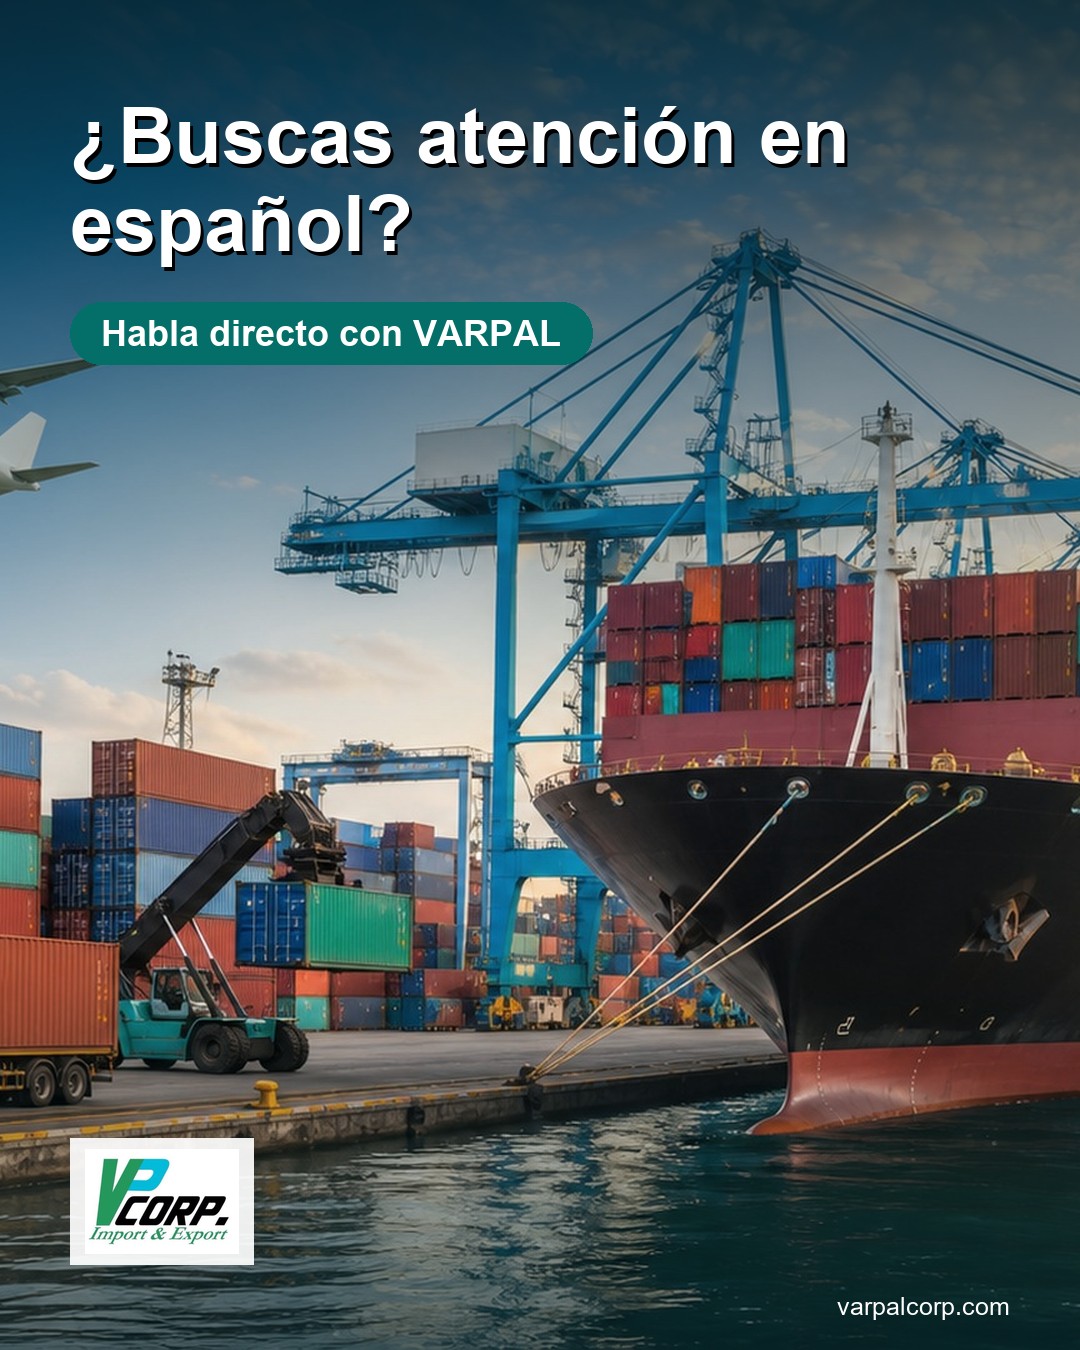 ¿Buscas atención en
español?
Habla directo con VARPAL
VP
CORP.
Import & Export
varpalcorp.com